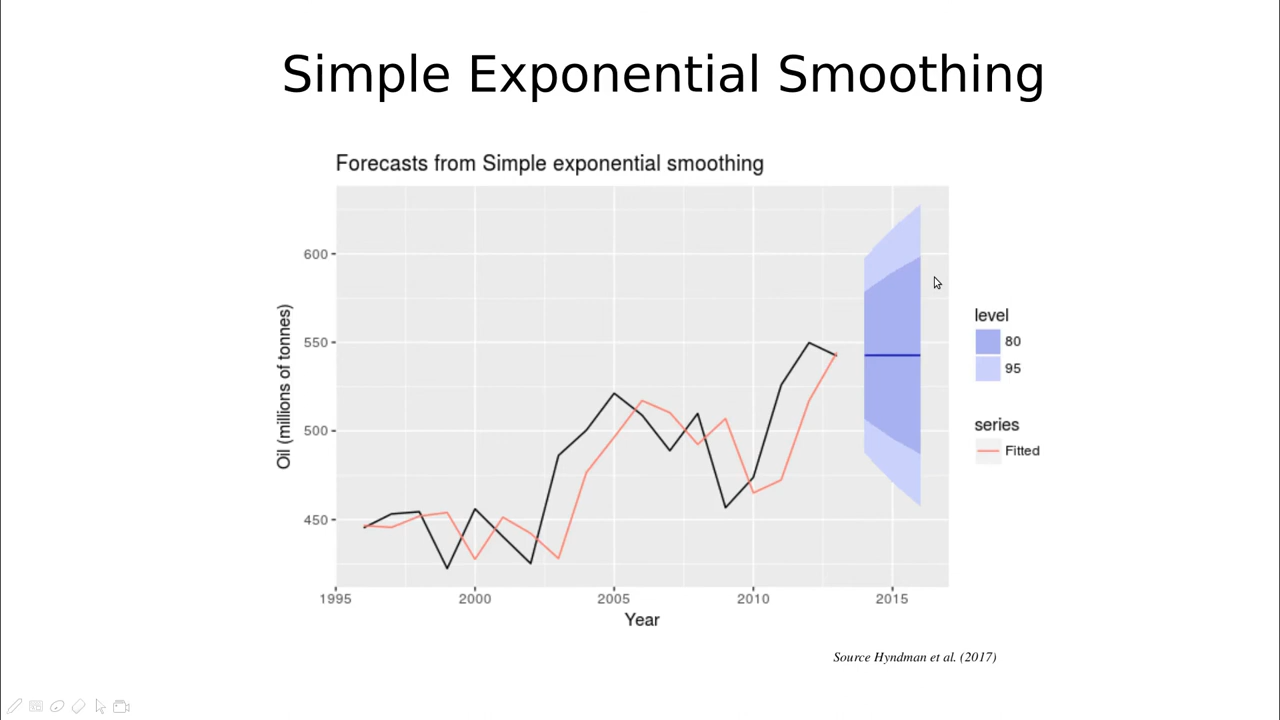 Simple Exponential Smoothing
Forecasts from Simple exponential smoothing
600
550
500
450
Oil (millions of tonnes)
1995 2000 2005 2010 2015
Year
level
80
95
series
Fitted
Source Hyndman et al. (2017)